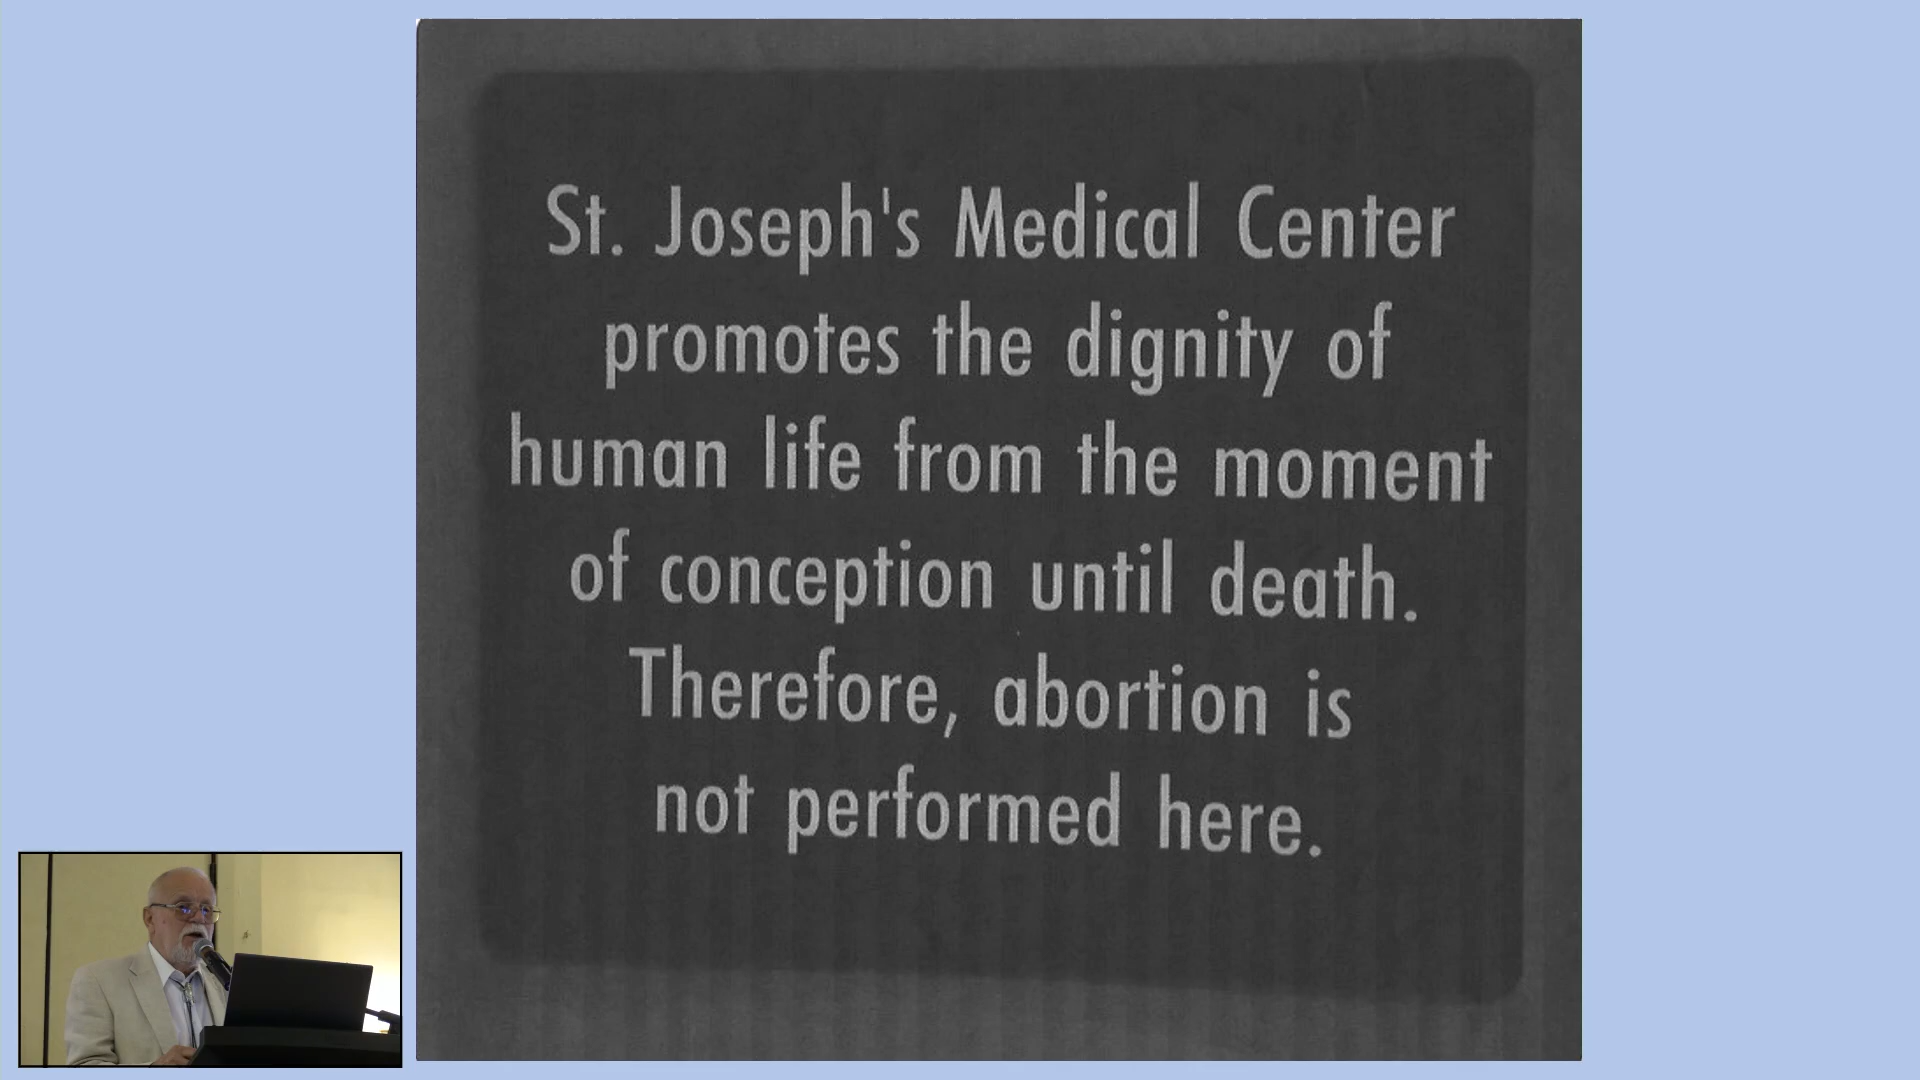 St. Joseph's Medical Center
promotes the dignity of
human life from the moment
of conception until death.
Therefore, abortion is
not performed here.